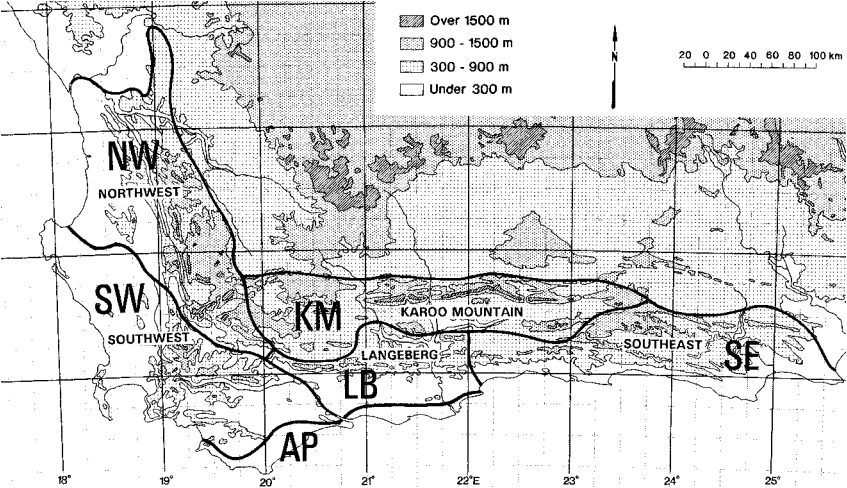 Over 1500 m
900 - 1500 m
300 - 900 m
Under 300 m
N
20 0 20 40 60 80 100 km
NW
NORTHWEST
SW
SOUTHWEST
KM
KAROO MOUNTAIN
LANGEBERG
LB
SOUTHEAST
SE
AP
18° 19° 20° 21° 22°E 23° 24° 25°